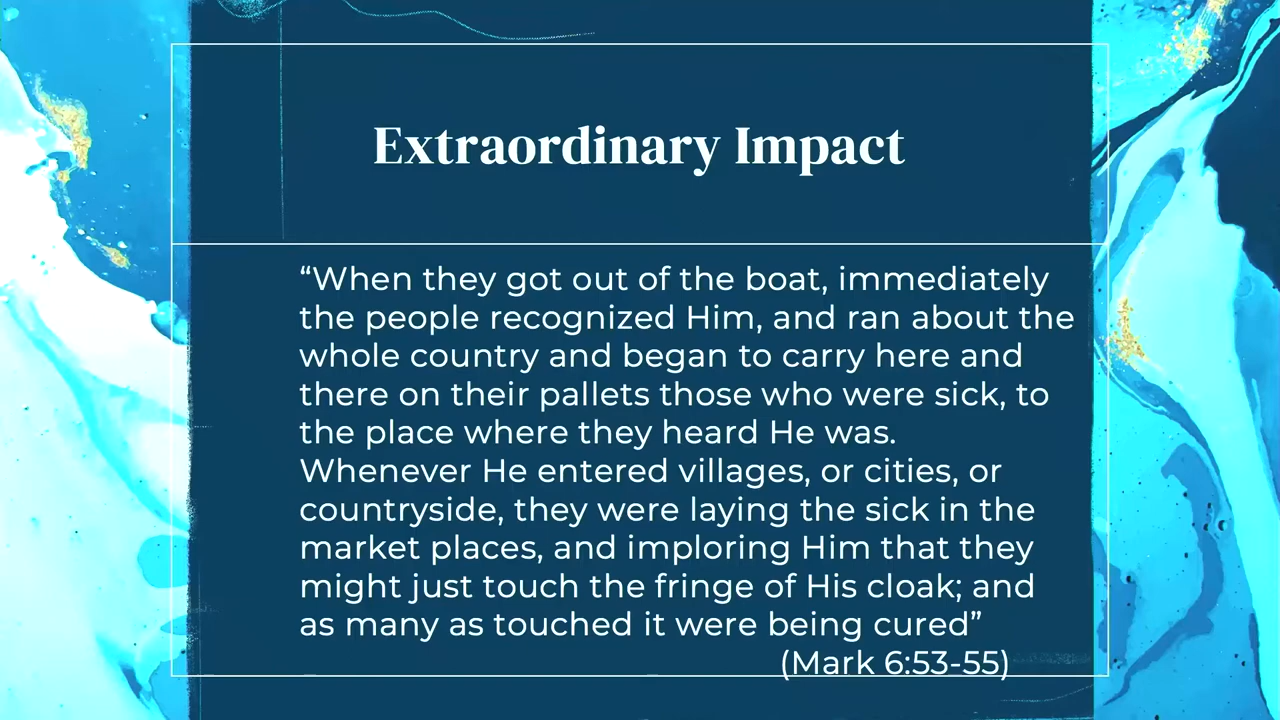 Extraordinary Impact
“When they got out of the boat, immediately
the people recognized Him, and ran about the
whole country and began to carry here and
there on their pallets those who were sick, to
the place where they heard He was.
Whenever He entered villages, or cities, or
countryside, they were laying the sick in the
market places, and imploring Him that they
might just touch the fringe of His cloak; and
as many as touched it were being cured”
(Mark 6:53-55)